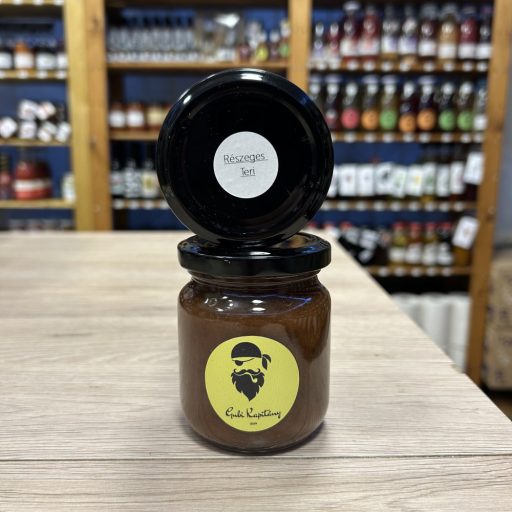 Részeges
Teri
Gubi Kapitány